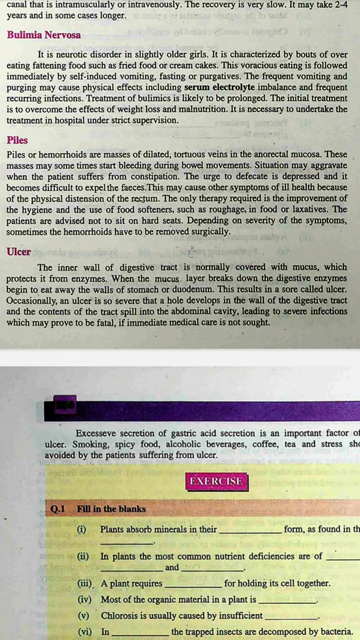 canal that is intramuscularly or intravenously. The recovery is very slow. It may take 2-4
years and in some cases longer.
Bulimia Nervosa
It is neurotic disorder in slightly older girls. It is characterized by bouts of over
eating fattening food such as fried food or cream cakes. This voracious eating is followed
immediately by self-induced vomiting, fasting or purgatives. The frequent vomiting and
purging may cause physical effects including serum electrolyte imbalance and frequent
recurring infections. Treatment of bulimics is likely to be prolonged. The initial treatment
is to overcome the effects of weight loss and malnutrition. It is necessary to undertake the
treatment in hospital under strict supervision.
Piles
Piles or hemorrhoids are masses of dilated, tortuous veins in the anorectal mucosa. These
masses may some times start bleeding during bowel movements. Situation may aggravate
when the patient suffers from constipation. The urge to defecate is depressed and it
becomes difficult to expel the faeces.This may cause other symptoms of ill health because
of the physical distension of the rectum. The only therapy required is the improvement of
the hygiene and the use of food softeners, such as roughage, in food or laxatives. The
patients are advised not to sit on hard seats. Depending on severity of the symptoms,
sometimes the hemorrhoids have to be removed surgically.
Ulcer
The inner wall of digestive tract is normally covered with mucus, which
protects it from enzymes. When the mucus layer breaks down the digestive enzymes
begin to eat away the walls of stomach or duodenum. This results in a sore called ulcer.
Occasionally, an ulcer is so severe that a hole develops in the wall of the digestive tract
and the contents of the tract spill into the abdominal cavity, leading to severe infections
which may prove to be fatal, if immediate medical care is not sought.
Excesseve secretion of gastric acid secretion is an important factor of
ulcer. Smoking, spicy food, alcoholic beverages, coffee, tea and stress
avoided by the patients suffering from ulcer.
EXERCISE
Q.1 Fill in the blanks
(i) Plants absorb minerals in their ____________ form, as found in
____________.
(ii) In plants the most common nutrient deficiencies are of ______
____________ and ____________.
(iii) A plant requires ____________ for holding its cell together.
(iv) Most of the organic material in a plant is ____________.
(v) Chlorosis is usually caused by insufficient ____________.
(vi) In ____________ the trapped insects are decomposed by bacteria.